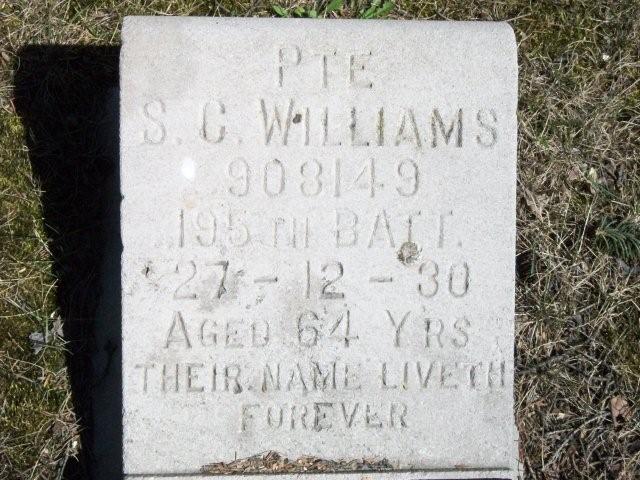 PTE
S. C. WILLIAMS
908149
195TH BATT.
27-12-30
AGED 64 YRS
THEIR NAME LIVETH
FOREVER